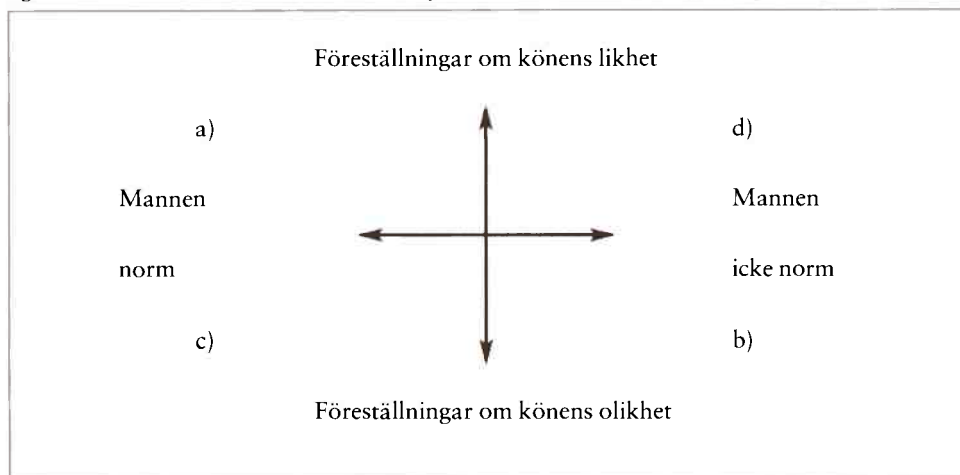 Föreställningar om könens likhet
a) d)
Mannen Mannen
norm icke norm
c) b)
Föreställningar om könens olikhet